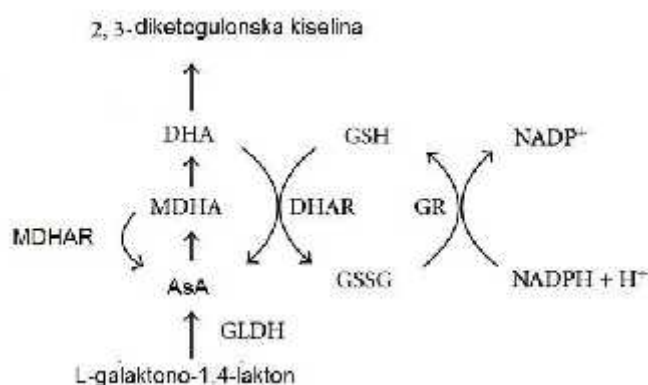 2, 3-diketogulonska kiselina
DHA
GSH
NADP+
MDHAR
MDHA
DHAR
GR
AsA
GSSG
NADPH + H+
GLDH
L-galaktono-1,4-lakton